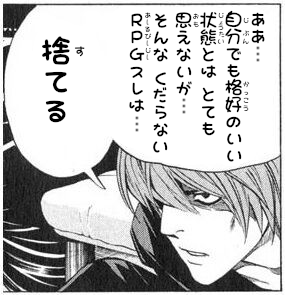 ああ…
自分でも格好のいい
状態とは とても
思えないが…
そんな くだらない
RPGスレは…
捨てる